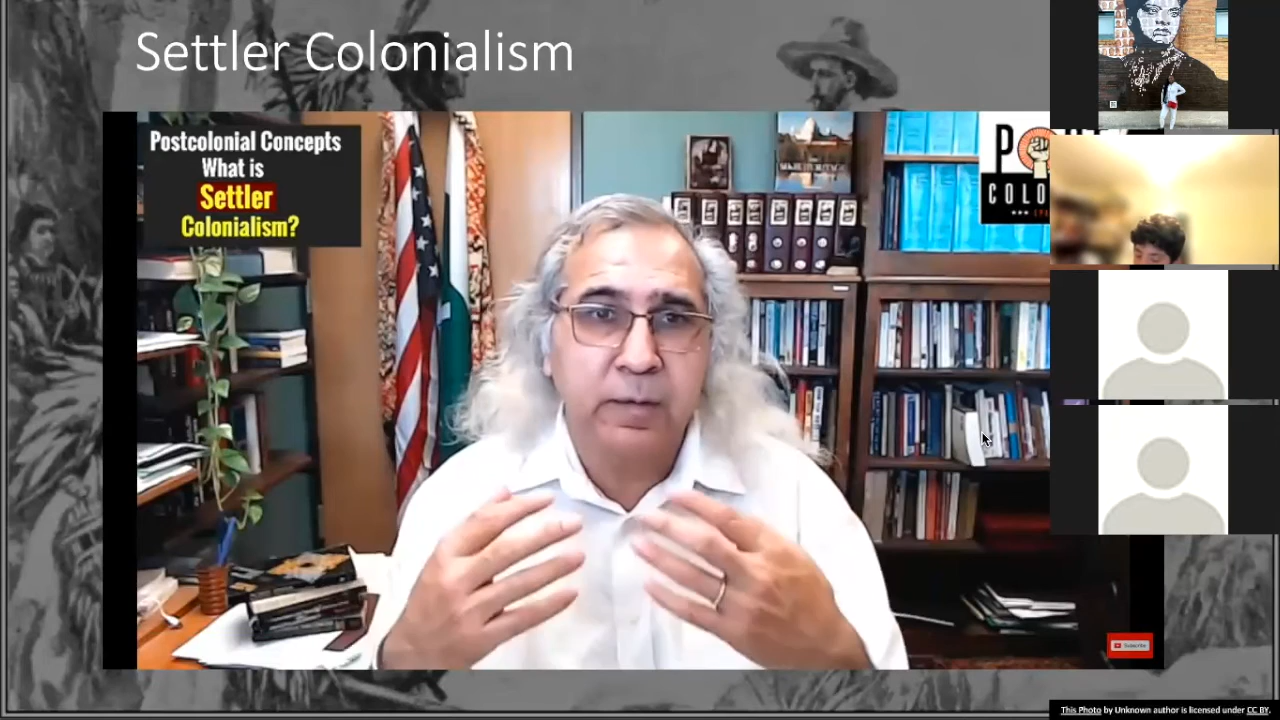 Settler Colonialism
Postcolonial Concepts
What is
Settler
Colonialism?
P
COLO
Subscribe
This Photo by Unknown author is licensed under CC BY.